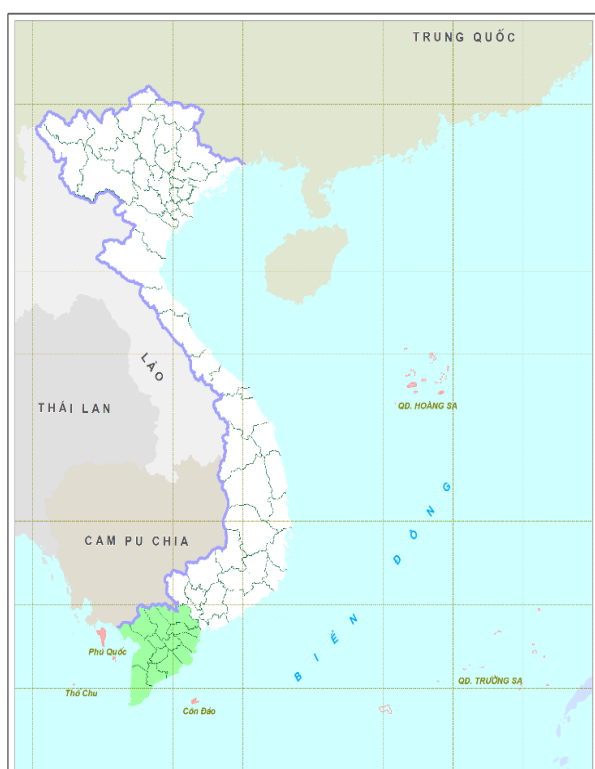 TRUNG QUỐC
LÀO
THÁI LAN
QĐ. HOÀNG SA
CAM PU CHIA
BIỂN ĐÔNG
Phú Quốc
QĐ. TRƯỜNG SA
Thổ Chu
Côn Đảo